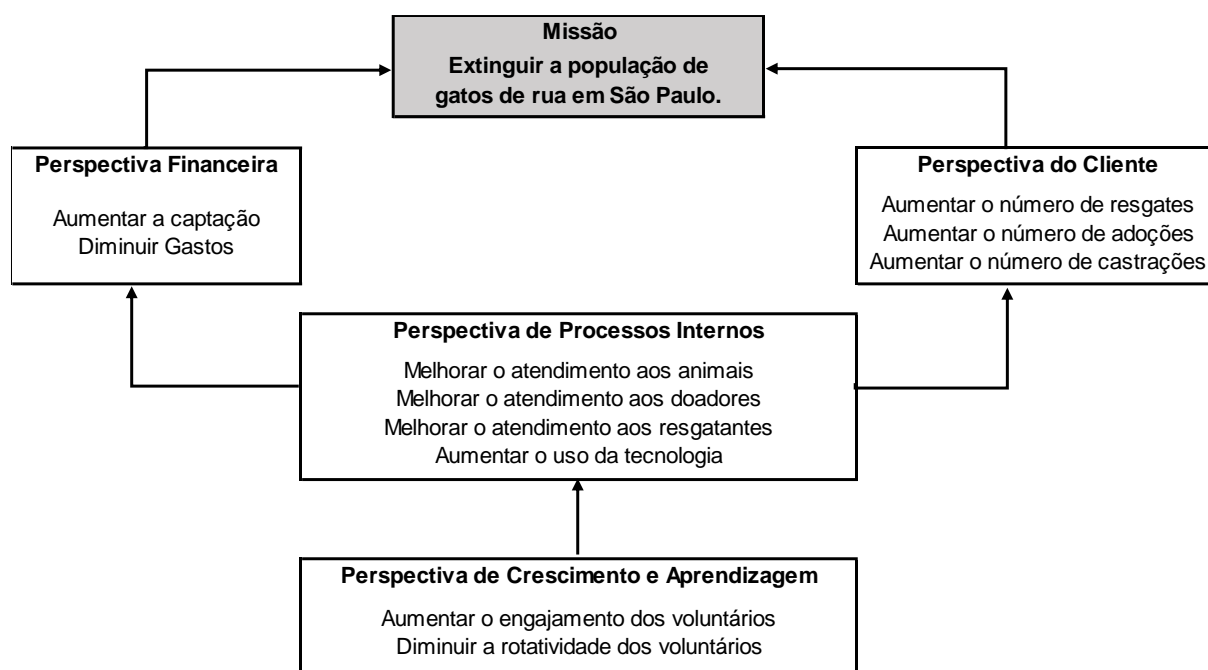 Missão
Extinguir a população de
gatos de rua em São Paulo.
Perspectiva Financeira
Aumentar a captação
Diminuir Gastos
Perspectiva do Cliente
Aumentar o número de resgates
Aumentar o número de adoções
Aumentar o número de castrações
Perspectiva de Processos Internos
Melhorar o atendimento aos animais
Melhorar o atendimento aos doadores
Melhorar o atendimento aos resgatantes
Aumentar o uso da tecnologia
Perspectiva de Crescimento e Aprendizagem
Aumentar o engajamento dos voluntários
Diminuir a rotatividade dos voluntários